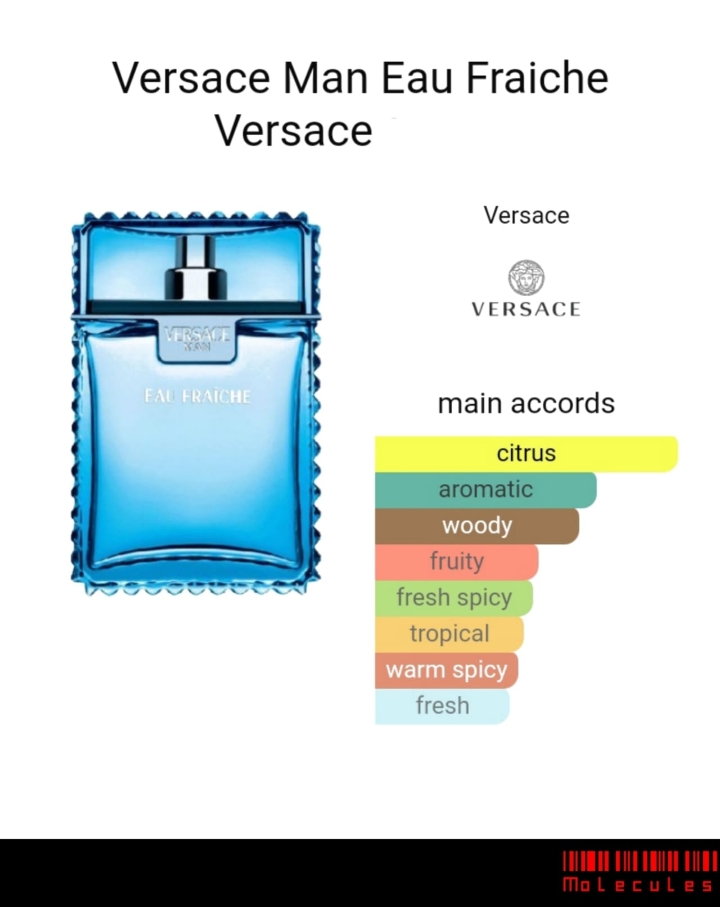 Versace Man Eau Fraiche
Versace
Versace
VERSACE
VERSACE
MAN
EAU FRAÎCHE
main accords
citrus
aromatic
woody
fruity
fresh spicy
tropical
warm spicy
fresh
Molecules